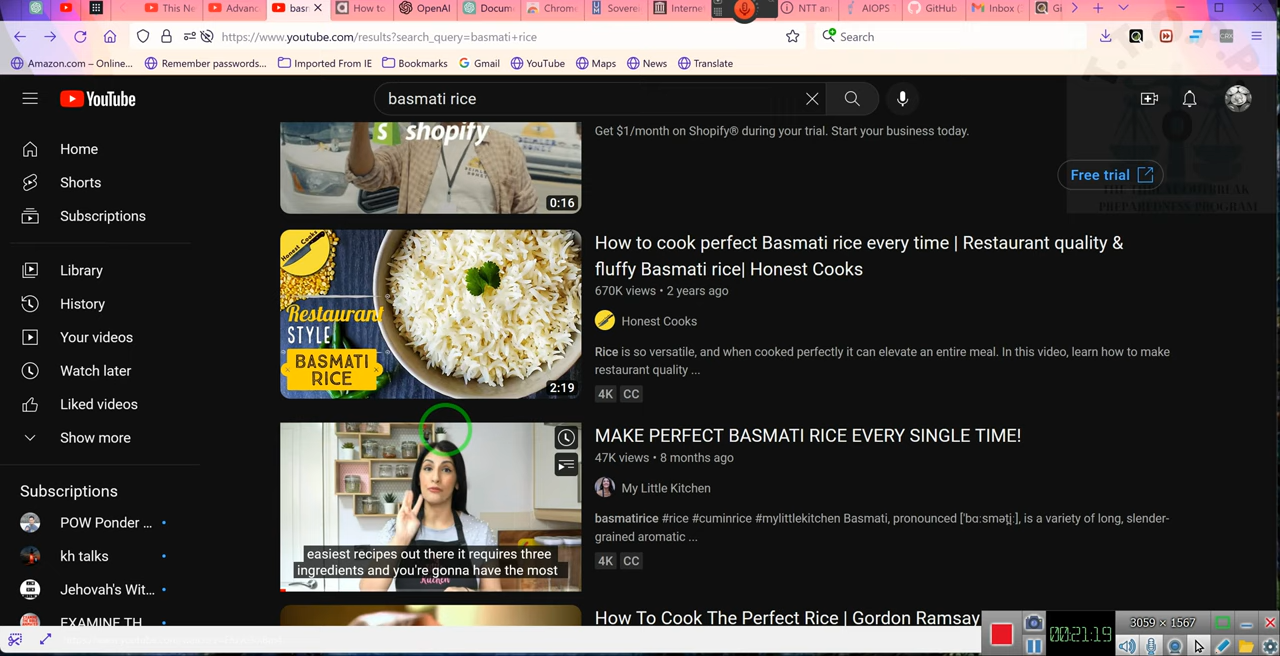 This Ne
Advanc
basr
How to
OpenAI
Docum
Chrome
Soverei
Interne
NTT an
AIOPS T
GitHub
Inbox (
Gi
https://www.youtube.com/results?search_query=basmati+rice
Search
Amazon.com – Online...
Remember passwords...
Imported From IE
Bookmarks
Gmail
YouTube
Maps
News
Translate
T.T.O.P.P
YouTube
basmati rice
Home
Shorts
Subscriptions
Library
History
Your videos
Watch later
Liked videos
Show more
Subscriptions
POW Ponder ...
kh talks
Jehovah's Wit...
EXAMINE TH
shopify
0:16
Get $1/month on Shopify® during your trial. Start your business today.
Free trial
PREPAREDNESS PROGRAM
Honest Cooks
Restaurant
STYLE
BASMATI
RICE
2:19
How to cook perfect Basmati rice every time | Restaurant quality &
fluffy Basmati rice| Honest Cooks
670K views • 2 years ago
Honest Cooks
Rice is so versatile, and when cooked perfectly it can elevate an entire meal. In this video, learn how to make
restaurant quality ...
4K CC
easiest recipes out there it requires three
ingredients and you're gonna have the most
Kitchen
MAKE PERFECT BASMATI RICE EVERY SINGLE TIME!
47K views • 8 months ago
My Little Kitchen
basmatirice #rice #cuminrice #mylittlekitchen Basmati, pronounced ['bɑːsmət̪iː], is a variety of long, slender-
grained aromatic ...
4K CC
How To Cook The Perfect Rice | Gordon Ramsay
00:21:19
3059 × 1567